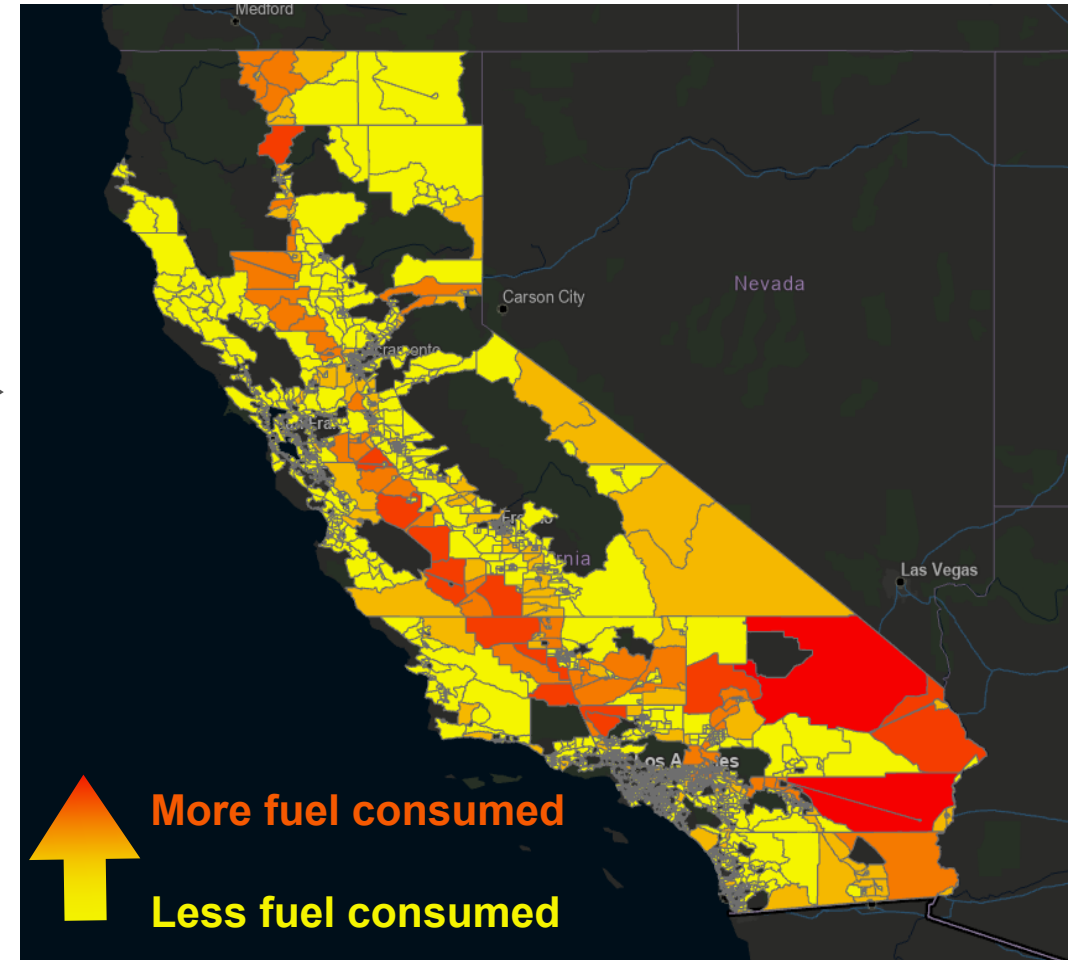 Medford
Nevada
Carson City
Las Vegas
More fuel consumed
Less fuel consumed